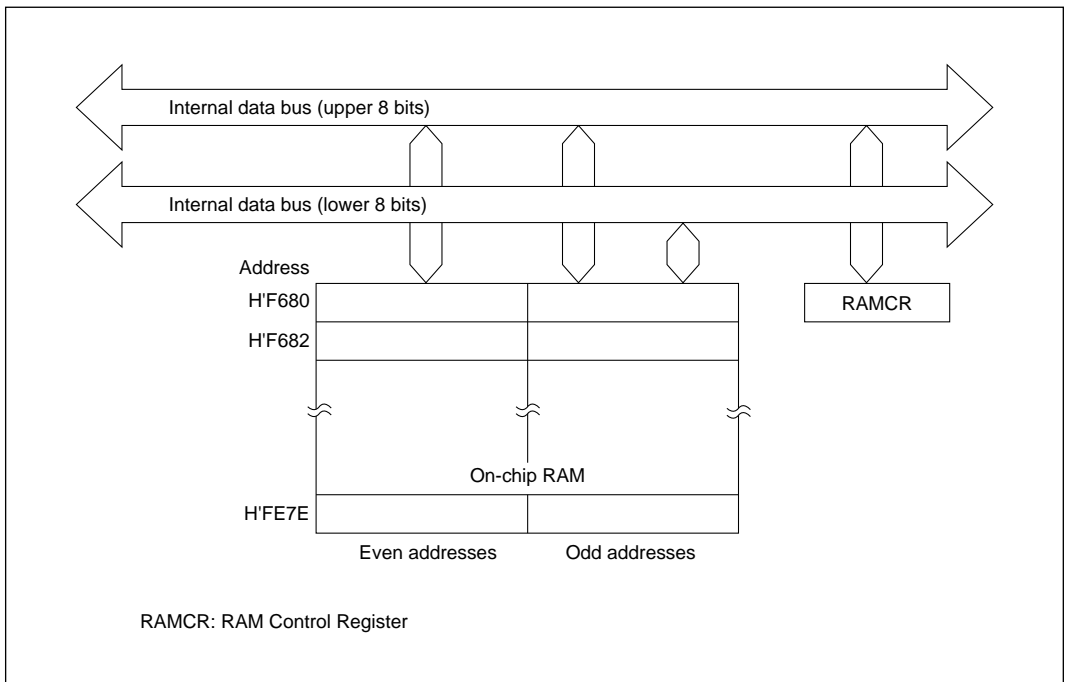 Internal data bus (upper 8 bits)
Internal data bus (lower 8 bits)
Address
H'F680
RAMCR
H'F682
On-chip RAM
H'FE7E
Even addresses
Odd addresses
RAMCR: RAM Control Register